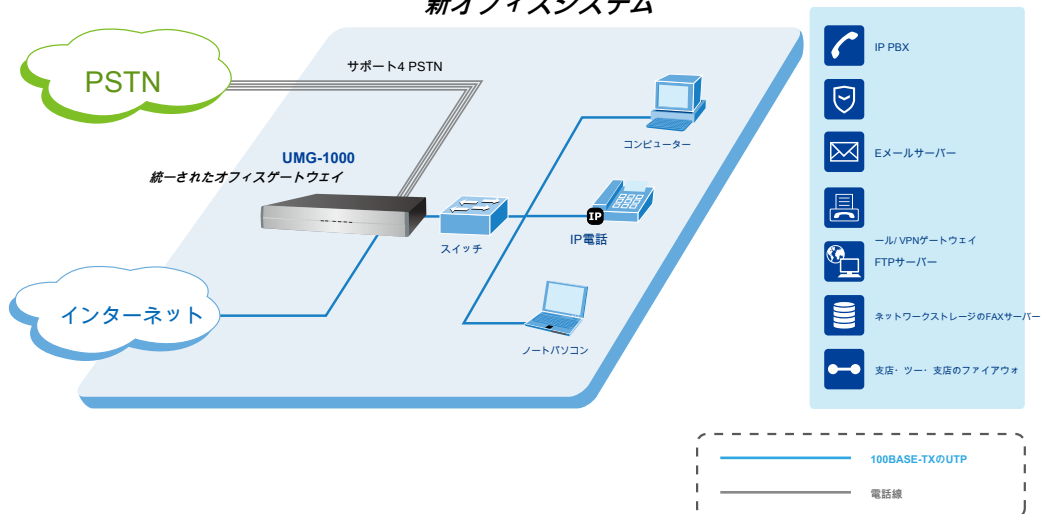 新オフィスシステム
PSTN
サポート4 PSTN
UMG-1000
統一されたオフィスゲートウェイ
コンピューター
スイッチ
IP
IP電話
インターネット
ノートパソコン
IP PBX
Eメールサーバー
ール/ VPNゲートウェイ
FTPサーバー
ネットワークストレージのFAXサーバー
支店・ツー・支店のファイアウォ
100BASE-TXのUTP
電話線